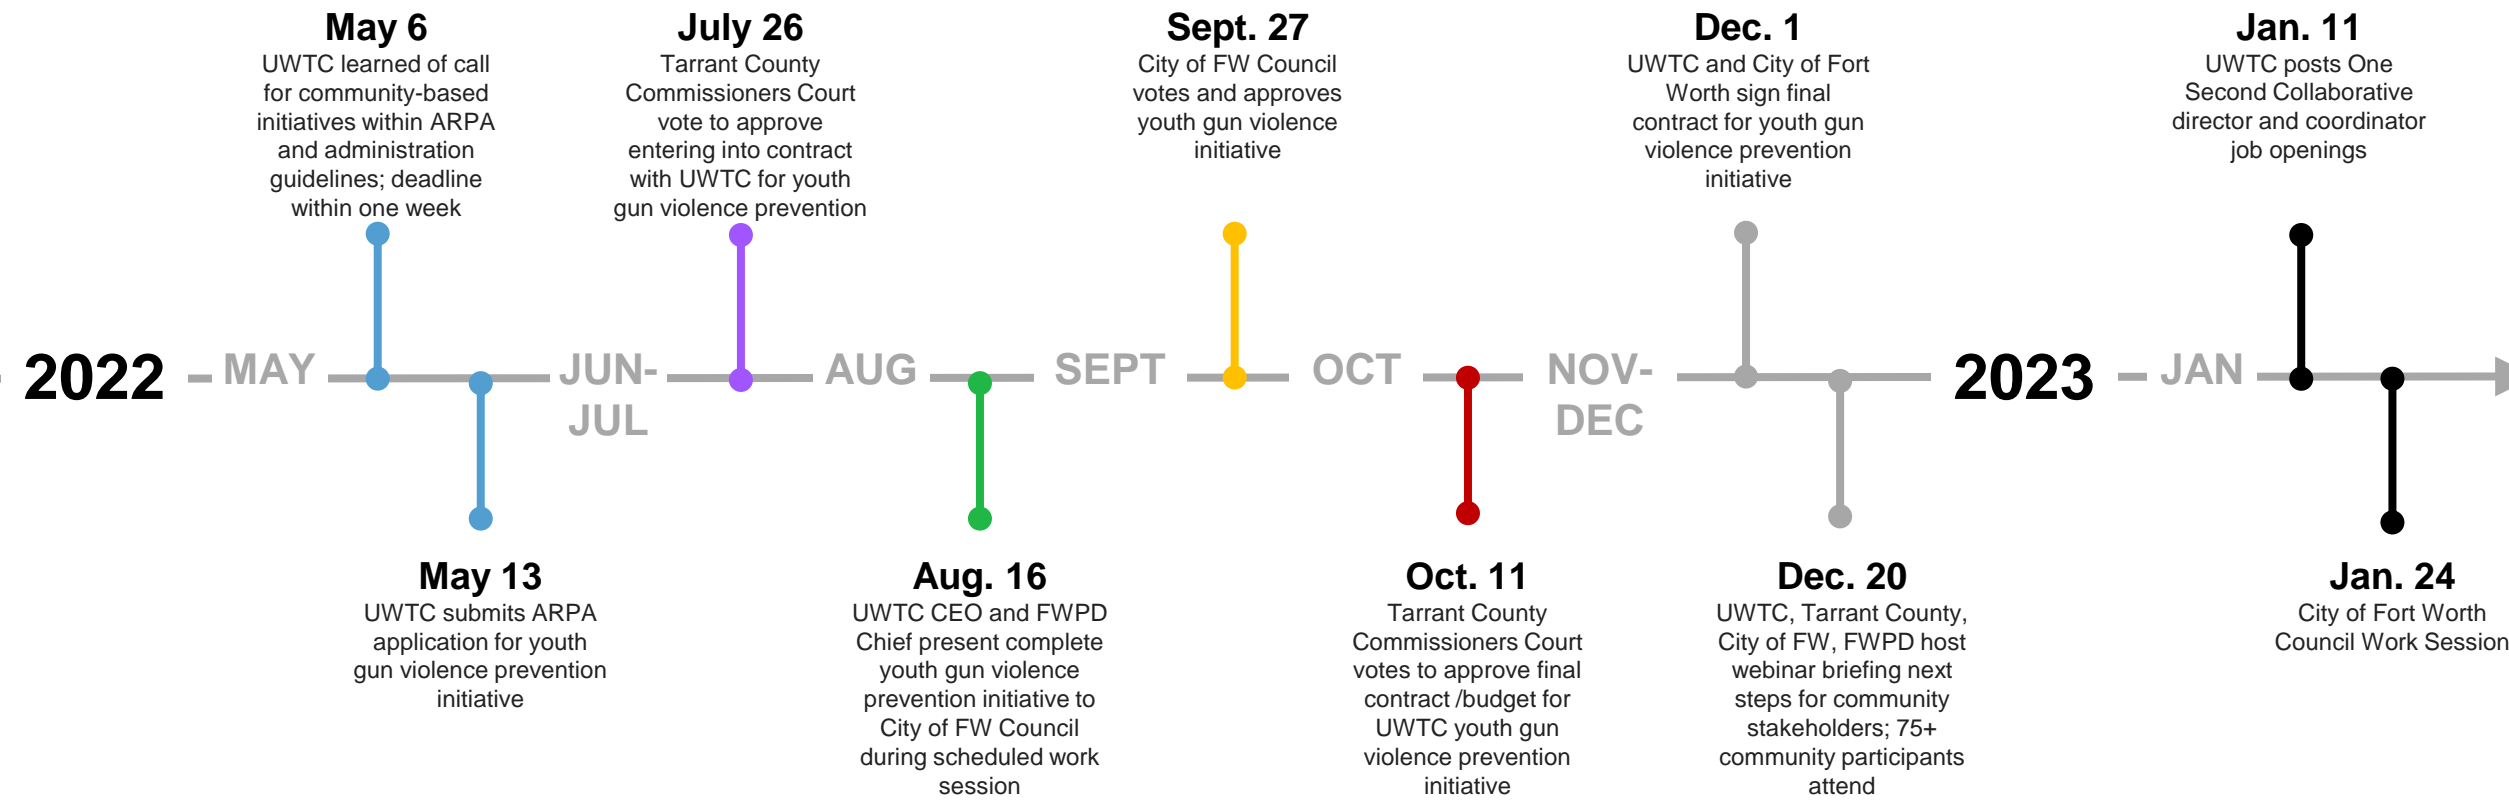 May 6
UWTC learned of call
for community-based
initiatives within ARPA
and administration
guidelines; deadline
within one week
July 26
Tarrant County
Commissioners Court
vote to approve
entering into contract
with UWTC for youth
gun violence prevention
Sept. 27
City of FW Council
votes and approves
youth gun violence
initiative
Dec. 1
UWTC and City of Fort
Worth sign final
contract for youth gun
violence prevention
initiative
Jan. 11
UWTC posts One
Second Collaborative
director and coordinator
job openings
2022
MAY
JUN-
JUL
AUG
SEPT
OCT
NOV-
DEC
2023
JAN
May 13
UWTC submits ARPA
application for youth
gun violence prevention
initiative
Aug. 16
UWTC CEO and FWPD
Chief present complete
youth gun violence
prevention initiative to
City of FW Council
during scheduled work
session
Oct. 11
Tarrant County
Commissioners Court
votes to approve final
contract /budget for
UWTC youth gun
violence prevention
initiative
Dec. 20
UWTC, Tarrant County,
City of FW, FWPD host
webinar briefing next
steps for community
stakeholders; 75+
community participants
attend
Jan. 24
City of Fort Worth
Council Work Session